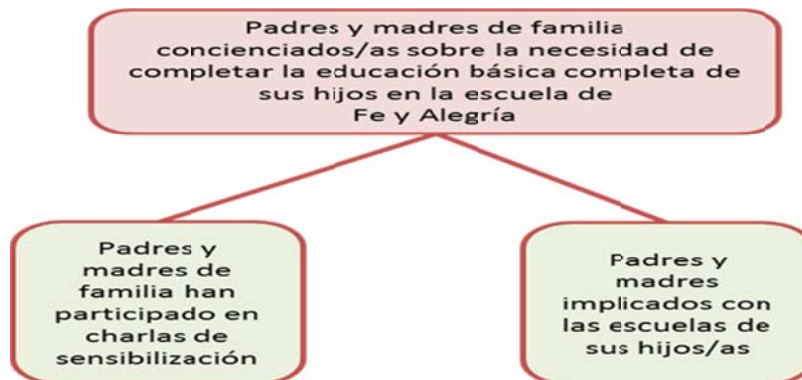 Padres y madres de familia
concienciados/as sobre la necesidad de
completar la educación básica completa de
sus hijos en la escuela de
Fe y Alegría
Padres y
madres de
familia han
participado en
charlas de
sensibilización
Padres y
madres
implicados con
las escuelas de
sus hijos/as